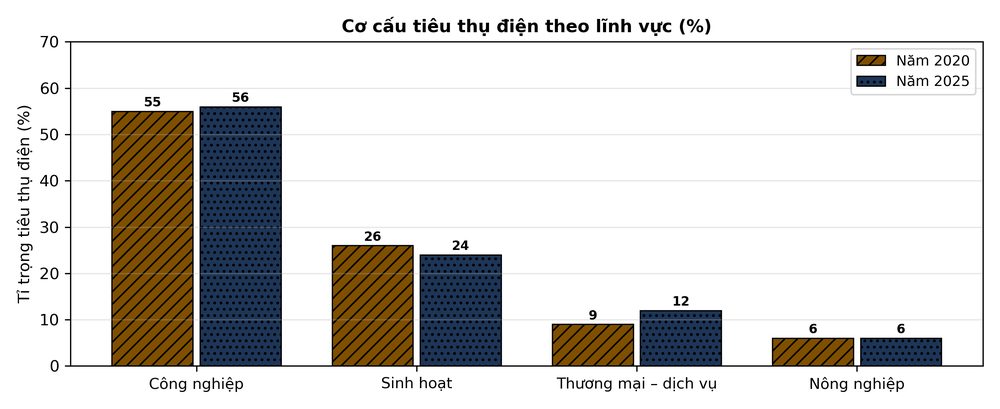 Cơ cấu tiêu thụ điện theo lĩnh vực (%)
Tỉ trọng tiêu thụ điện (%)
70
60
50
40
30
20
10
0
Năm 2020
Năm 2025
55
56
26
24
9
12
6
6
Công nghiệp
Sinh hoạt
Thương mại – dịch vụ
Nông nghiệp